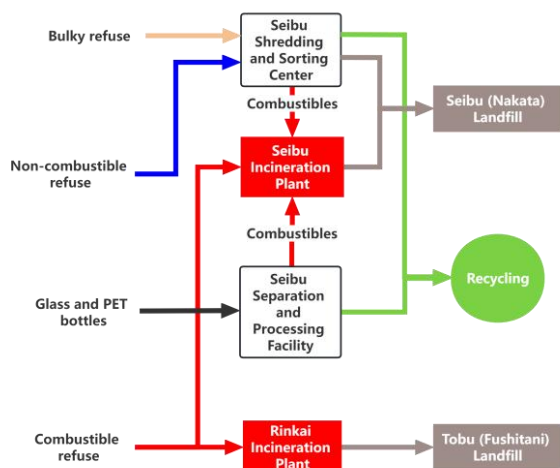 Bulky refuse
Seibu
Shredding
and Sorting
Center
Combustibles
Seibu (Nakata)
Landfill
Non-combustible
refuse
Seibu
Incineration
Plant
Combustibles
Glass and PET
bottles
Seibu
Separation
and
Processing
Facility
Recycling
Combustible
refuse
Rinkai
Incineration
Plant
Tobu (Fushitani)
Landfill